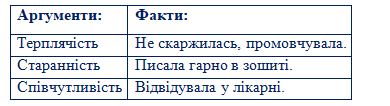 Аргументи: Факти:
Терплячість Не скаржилась, промовчувала.
Старанність Писала гарно в зошиті.
Співчутливість Відвідувала у лікарні.